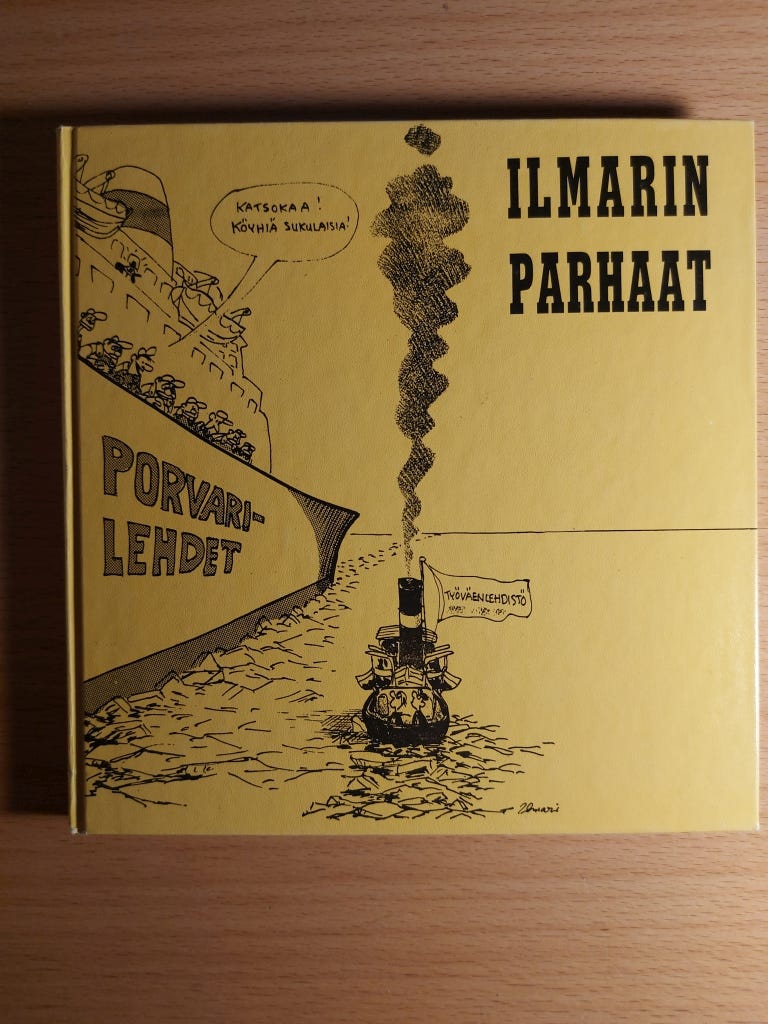 ILMARIN
PARHAAT
KATSOKAA!
KÖYHIÄ SUKULAISIA!
PORVARI-
LEHDET
TYÖVÄENLEHDISTÖ
Ilmari